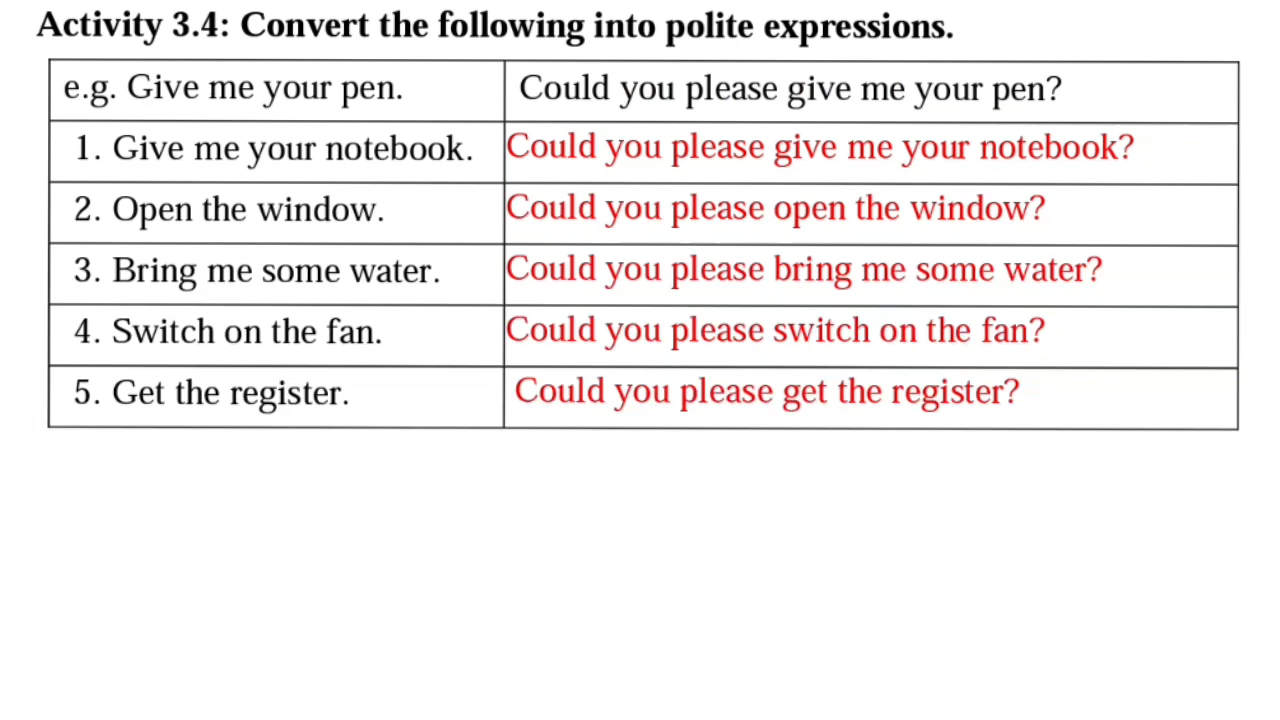 Activity 3.4: Convert the following into polite expressions.
e.g. Give me your pen. Could you please give me your pen?
1. Give me your notebook. Could you please give me your notebook?
2. Open the window. Could you please open the window?
3. Bring me some water. Could you please bring me some water?
4. Switch on the fan. Could you please switch on the fan?
5. Get the register. Could you please get the register?